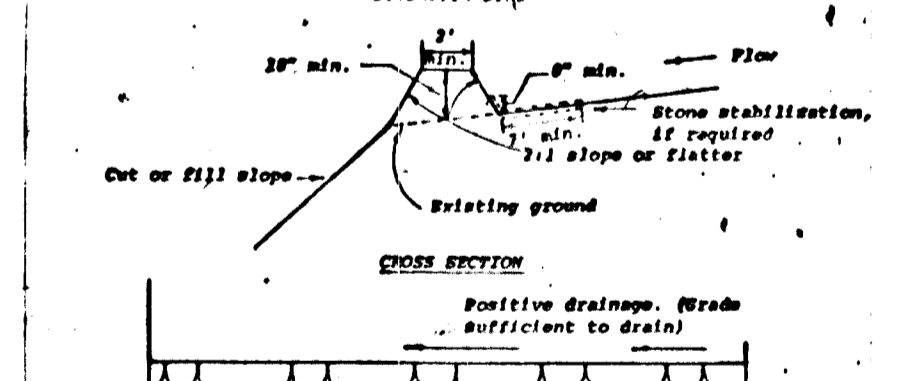 2'
min.
18" min.
8" min.
Flow
Stone stabilization,
if required
7' min.
2:1 slope or flatter
Cut or fill slope
Existing ground
CROSS SECTION
Positive drainage. (Grade
sufficient to drain)